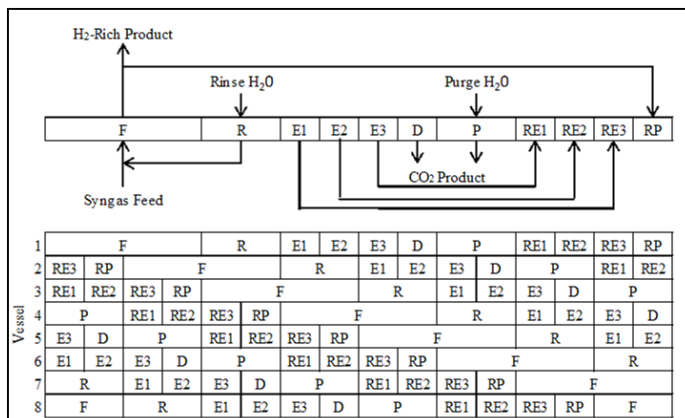 H2-Rich Product
Rinse H2O Purge H2O
F R E1 E2 E3 D P RE1 RE2 RE3 RP
CO2 Product
Syngas Feed
Vessel
1 F R E1 E2 E3 D P RE1 RE2 RE3 RP
2 RE3 RP F R E1 E2 E3 D P RE1 RE2
3 RE1 RE2 RE3 RP F R E1 E2 E3 D P
4 P RE1 RE2 RE3 RP F R E1 E2 E3 D
5 E3 D P RE1 RE2 RE3 RP F R E1 E2
6 E1 E2 E3 D P RE1 RE2 RE3 RP F R
7 R E1 E2 E3 D P RE1 RE2 RE3 RP F
8 F R E1 E2 E3 D P RE1 RE2 RE3 RP F